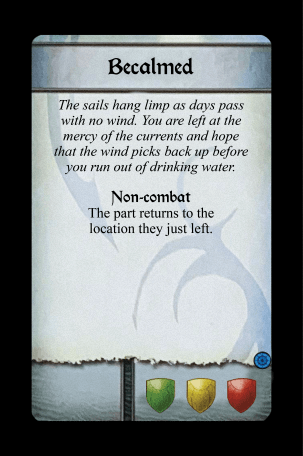 Becalmed
The sails hang limp as days pass
with no wind. You are left at the
mercy of the currents and hope
that the wind picks back up before
you run out of drinking water.
Non-combat
The part returns to the
location they just left.